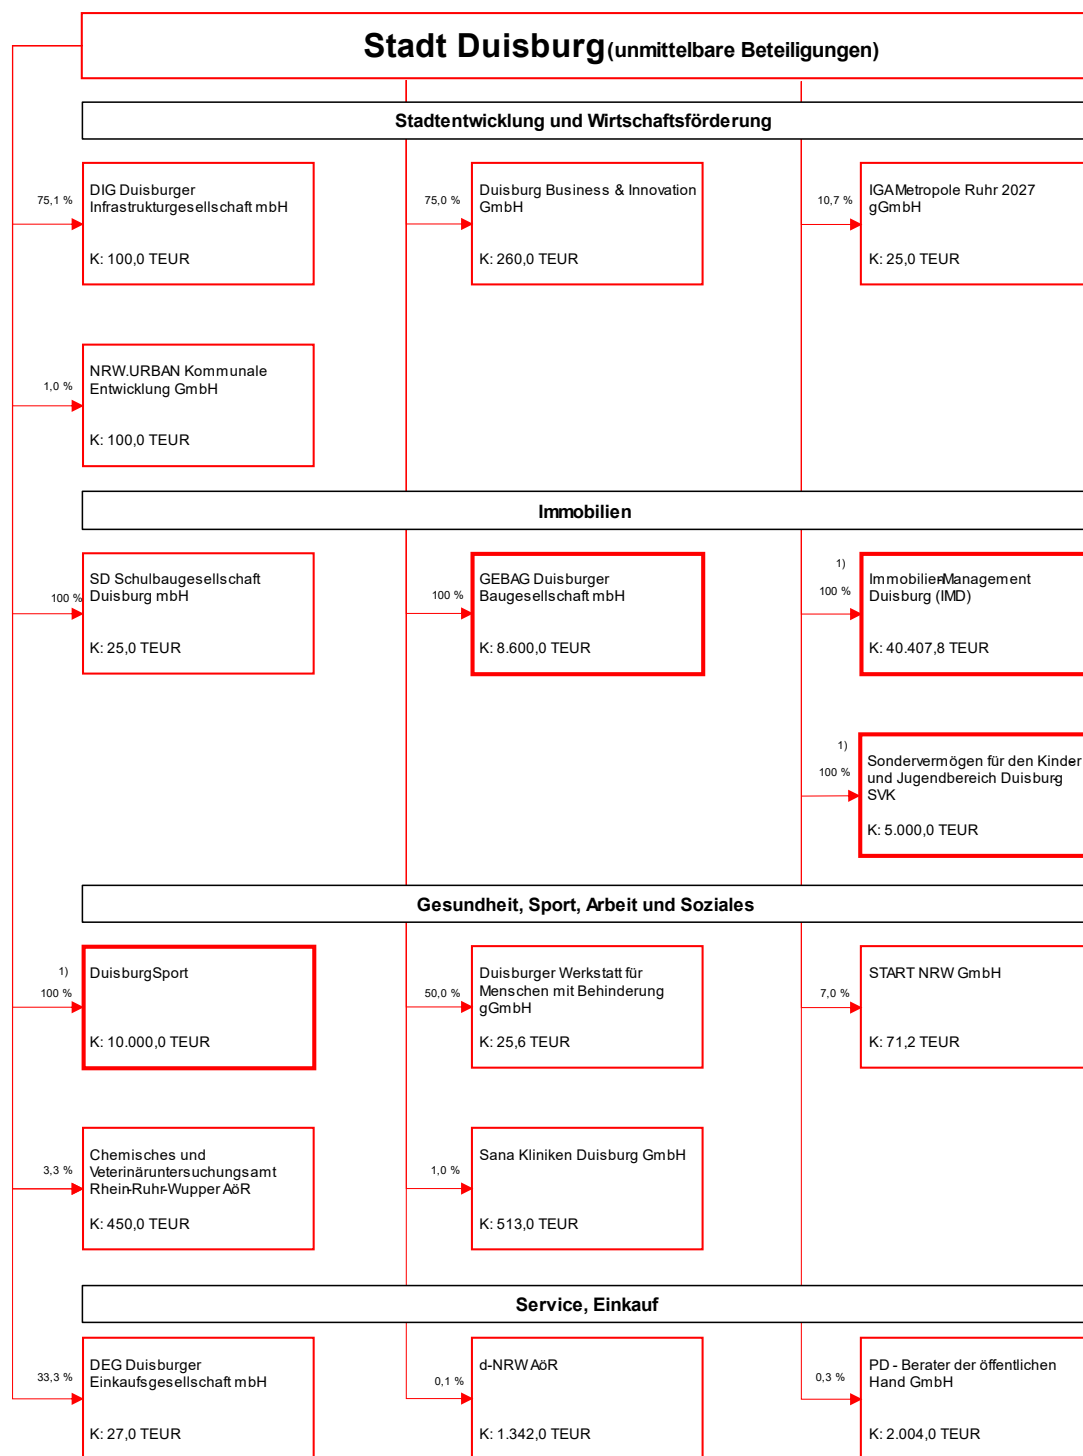 Stadt Duisburg (unmittelbare Beteiligungen)
Stadtentwicklung und Wirtschaftsförderung
75,1 %
DIG Duisburger
Infrastrukturgesellschaft mbH
K: 100,0 TEUR
75,0 %
Duisburg Business & Innovation
GmbH
K: 260,0 TEUR
10,7 %
IGA Metropole Ruhr 2027
gGmbH
K: 25,0 TEUR
1,0 %
NRW.URBAN Kommunale
Entwicklung GmbH
K: 100,0 TEUR
Immobilien
100 %
SD Schulbaugesellschaft
Duisburg mbH
K: 25,0 TEUR
100 %
GEBAG Duisburger
Baugesellschaft mbH
K: 8.600,0 TEUR
1)
100 %
Immobilien-Management
Duisburg (IMD)
K: 40.407,8 TEUR
1)
100 %
Sondervermögen für den Kinder-
und Jugendbereich Duisburg
SVK
K: 5.000,0 TEUR
Gesundheit, Sport, Arbeit und Soziales
1)
100 %
DuisburgSport
K: 10.000,0 TEUR
50,0 %
Duisburger Werkstatt für
Menschen mit Behinderung
gGmbH
K: 25,6 TEUR
7,0 %
START NRW GmbH
K: 71,2 TEUR
3,3 %
Chemisches und
Veterinäruntersuchungsamt
Rhein-Ruhr-Wupper AöR
K: 450,0 TEUR
1,0 %
Sana Kliniken Duisburg GmbH
K: 513,0 TEUR
Service, Einkauf
33,3 %
DEG Duisburger
Einkaufsgesellschaft mbH
K: 27,0 TEUR
0,1 %
d-NRW AöR
K: 1.342,0 TEUR
0,3 %
PD - Berater der öffentlichen
Hand GmbH
K: 2.004,0 TEUR